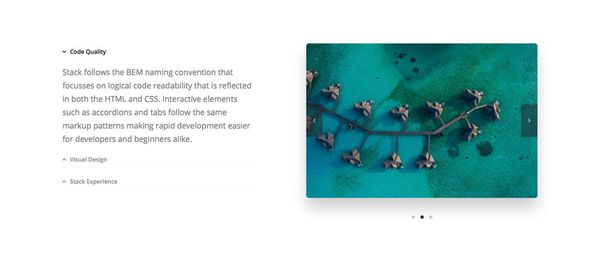 Code Quality
Stack follows the BEM naming convention that
focusses on logical code readability that is reflected
in both the HTML and CSS. Interactive elements
such as accordions and tabs follow the same
markup patterns making rapid development easier
for developers and beginners alike.
Visual Design
Stack Experience